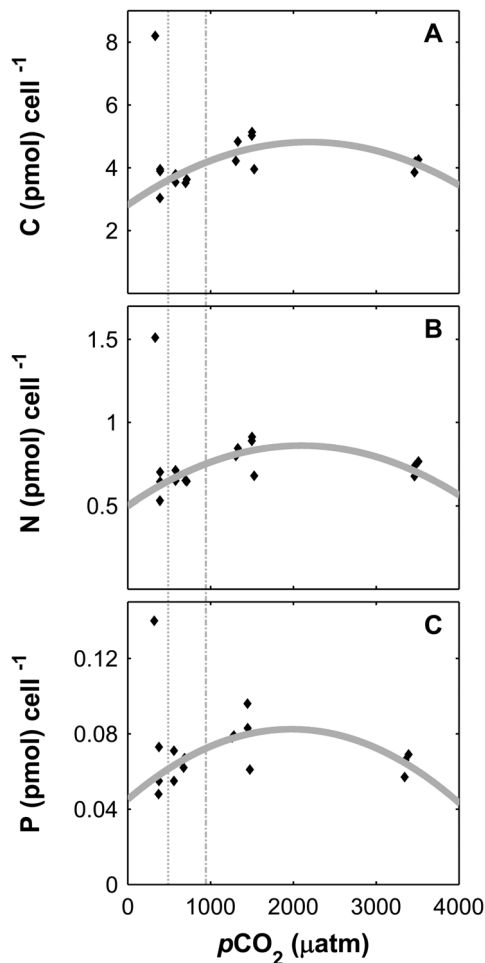 A
8
6
4
2
C (pmol) cell⁻¹
B
1.5
1
0.5
N (pmol) cell⁻¹
C
0.12
0.08
0.04
0
P (pmol) cell⁻¹
0 1000 2000 3000 4000
pCO₂ (µatm)